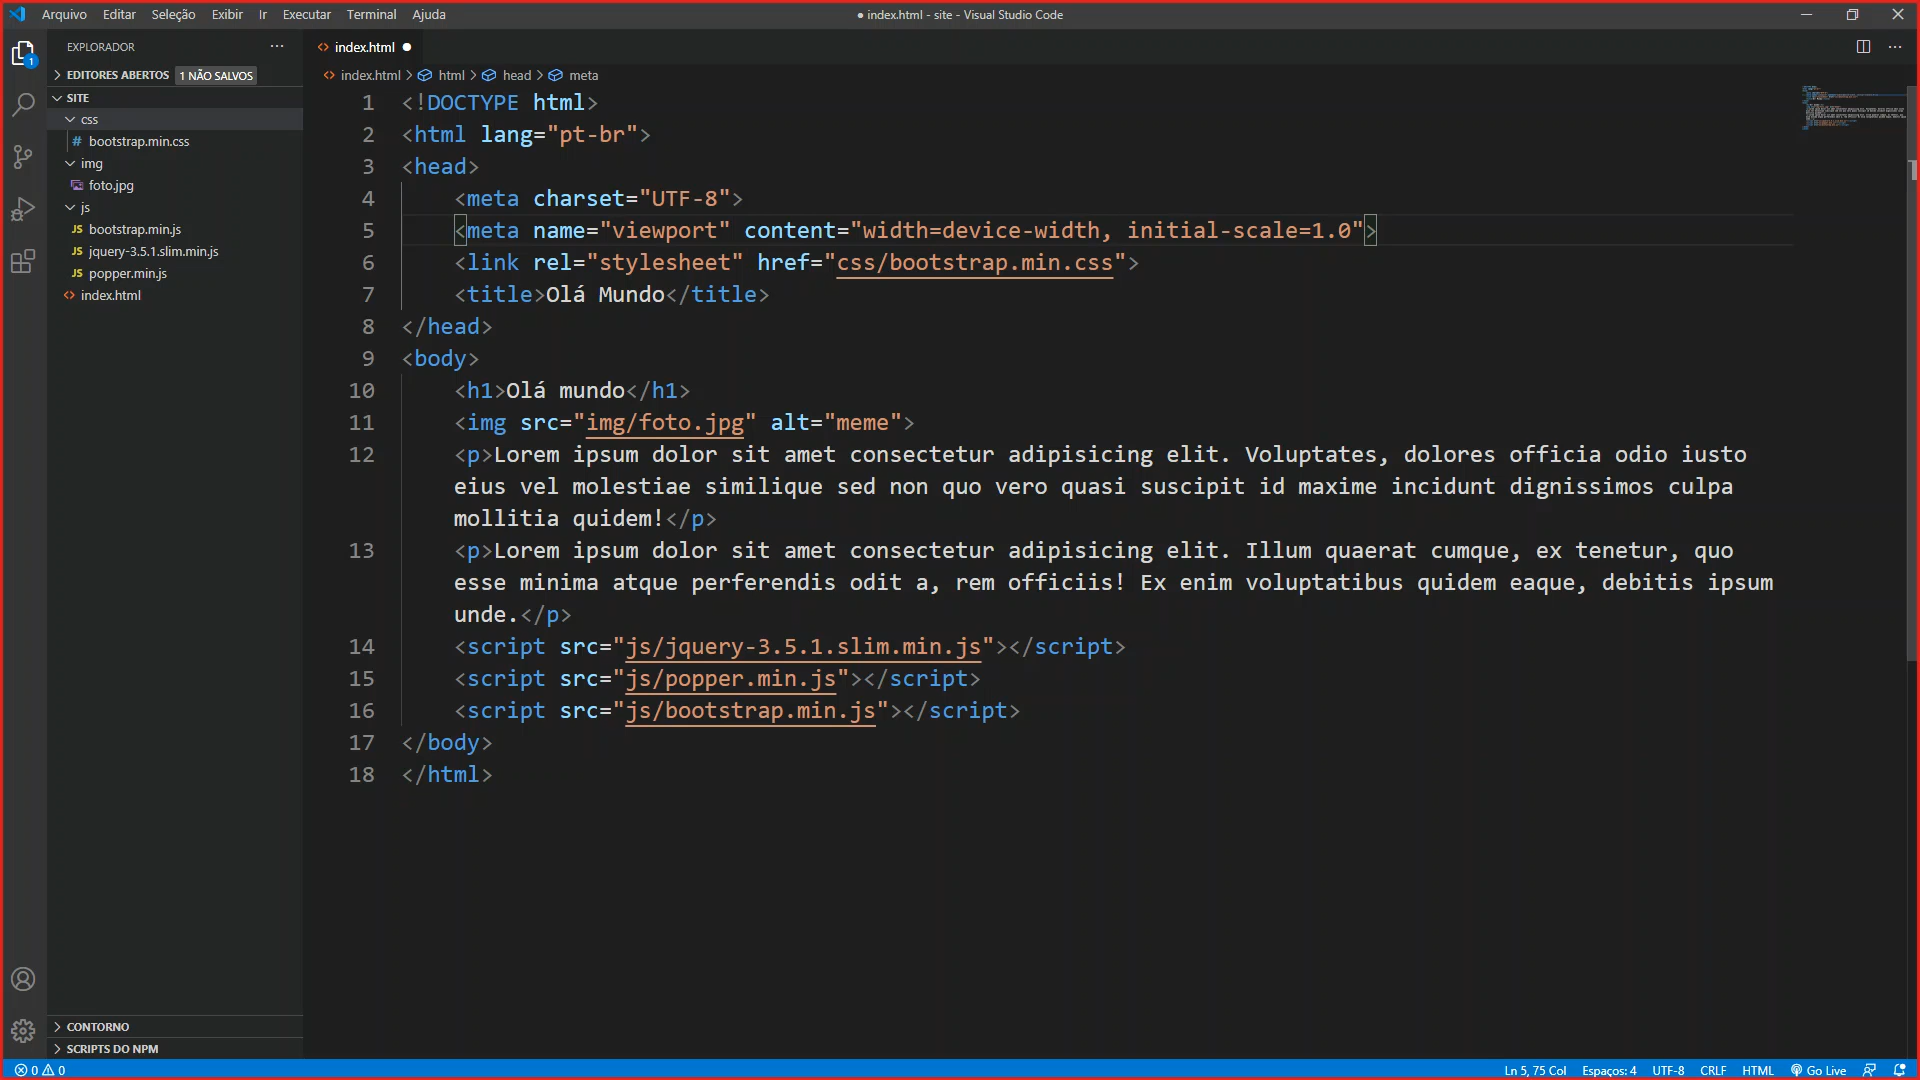 Arquivo Editar Seleção Exibir Ir Executar Terminal Ajuda
● index.html - site - Visual Studio Code
EXPLORADOR
EDITORES ABERTOS 1 NÃO SALVOS
SITE
css
# bootstrap.min.css
img
foto.jpg
js
JS bootstrap.min.js
JS jquery-3.5.1.slim.min.js
JS popper.min.js
<> index.html
CONTORNO
SCRIPTS DO NPM
1
<> index.html ●
<> index.html > html > head > meta
1 <!DOCTYPE html>
2 <html lang="pt-br">
3 <head>
4 <meta charset="UTF-8">
5 <meta name="viewport" content="width=device-width, initial-scale=1.0">
6 <link rel="stylesheet" href="css/bootstrap.min.css">
7 <title>Olá Mundo</title>
8 </head>
9 <body>
10 <h1>Olá mundo</h1>
11 <img src="img/foto.jpg" alt="meme">
12 <p>Lorem ipsum dolor sit amet consectetur adipisicing elit. Voluptates, dolores officia odio iusto
eius vel molestiae similique sed non quo vero quasi suscipit id maxime incidunt dignissimos culpa
mollitia quidem!</p>
13 <p>Lorem ipsum dolor sit amet consectetur adipisicing elit. Illum quaerat cumque, ex tenetur, quo
esse minima atque perferendis odit a, rem officiis! Ex enim voluptatibus quidem eaque, debitis ipsum
unde.</p>
14 <script src="js/jquery-3.5.1.slim.min.js"></script>
15 <script src="js/popper.min.js"></script>
16 <script src="js/bootstrap.min.js"></script>
17 </body>
18 </html>
0 0 Ln 5, 75 Col Espaços: 4 UTF-8 CRLF HTML Go Live